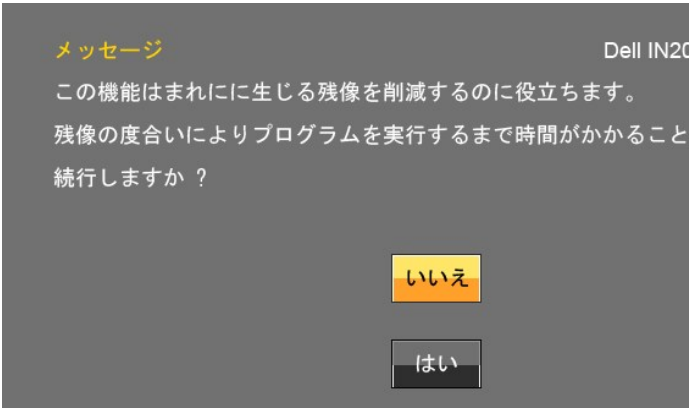 メッセージ Dell IN20
この機能はまれにに生じる残像を削減するのに役立ちます。
残像の度合いによりプログラムを実行するまで時間がかかること
続行しますか ?
いいえ
はい